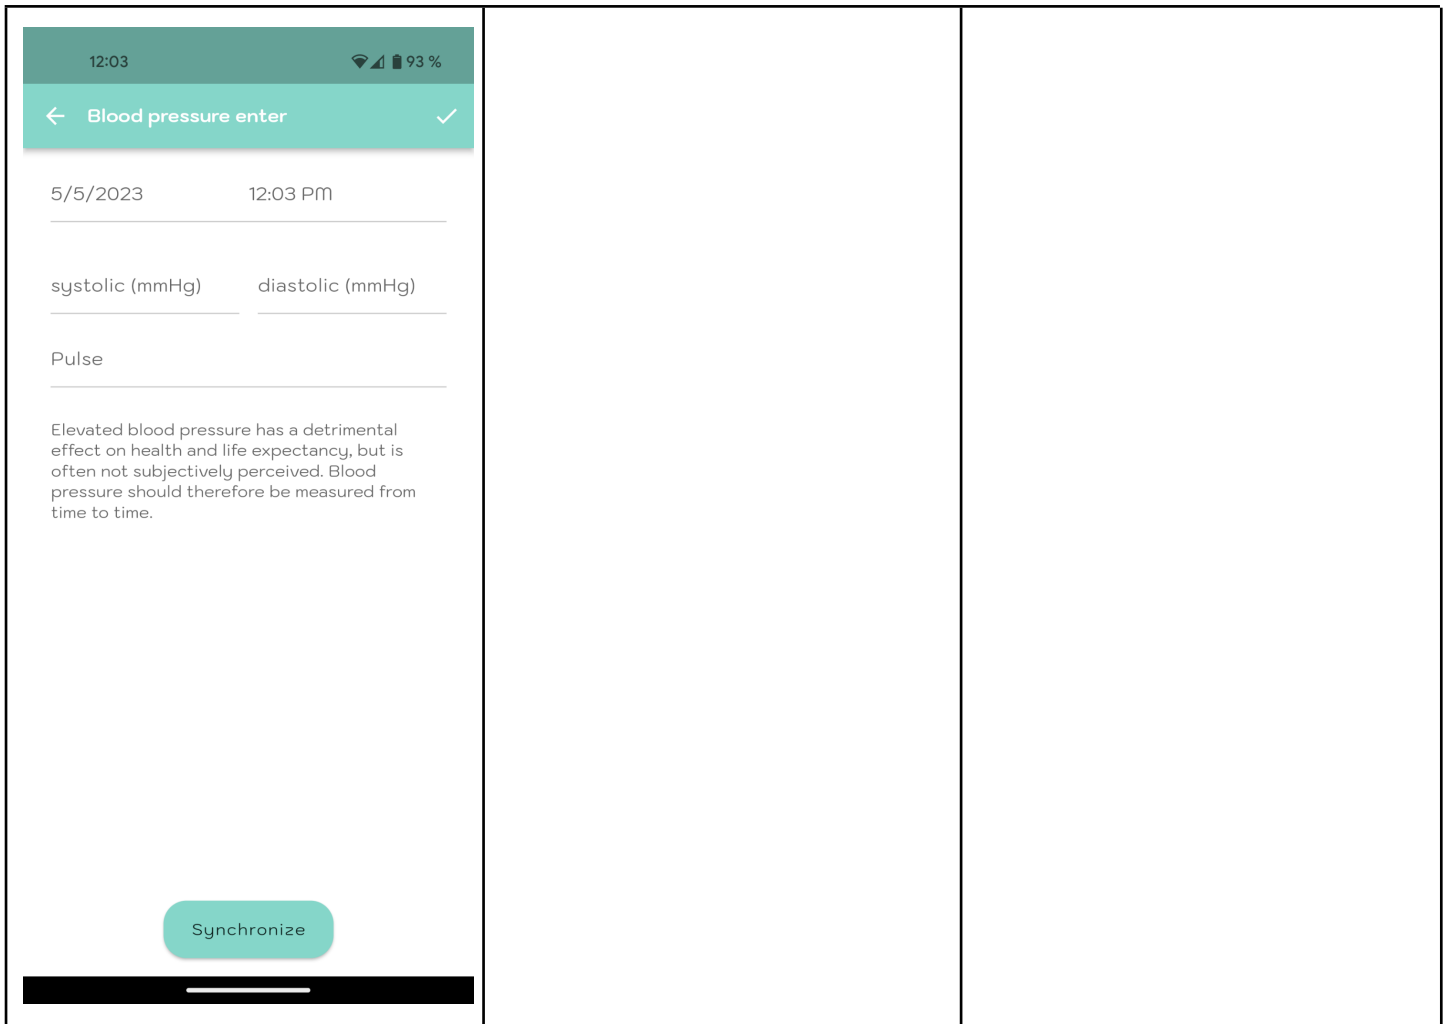 12:03 93 %
Blood pressure enter
5/5/2023 12:03 PM
systolic (mmHg) diastolic (mmHg)
Pulse
Elevated blood pressure has a detrimental
effect on health and life expectancy, but is
often not subjectively perceived. Blood
pressure should therefore be measured from
time to time.
Synchronize